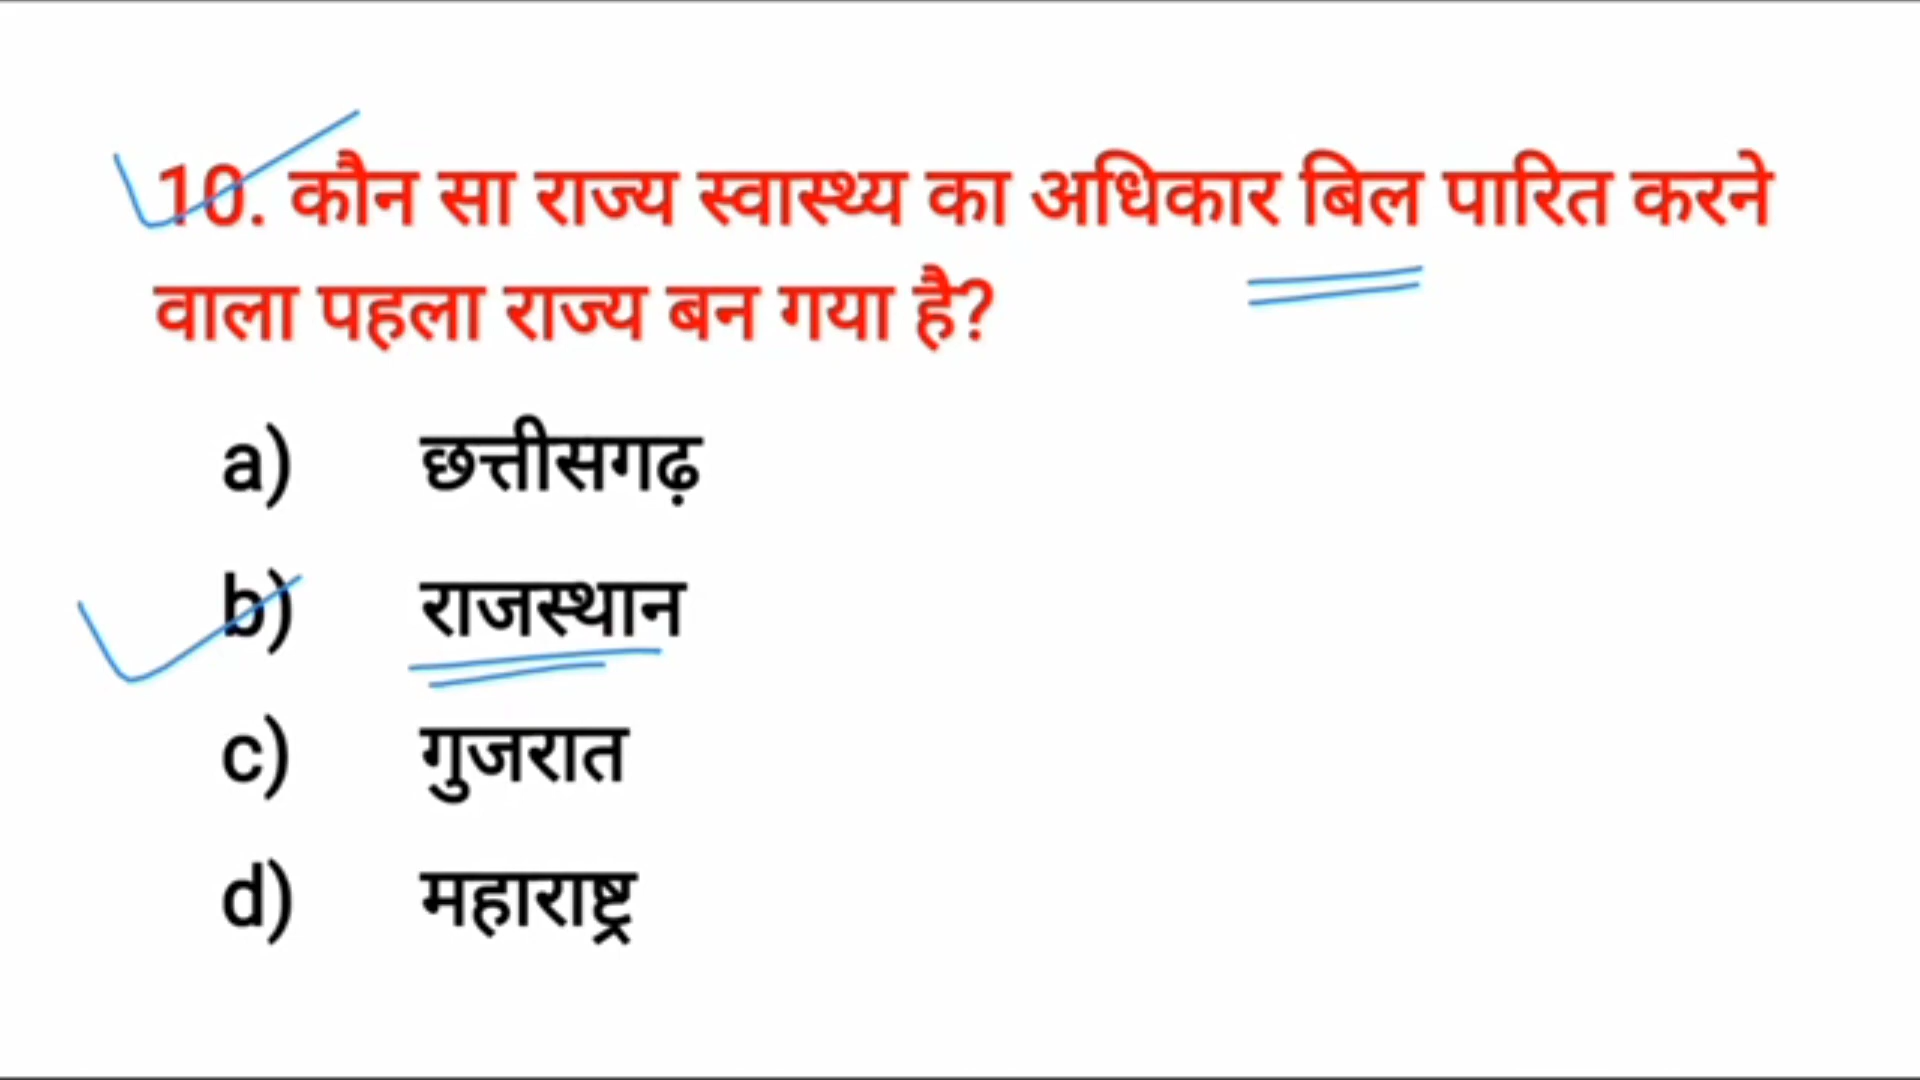 10. कौन सा राज्य स्वास्थ्य का अधिकार बिल पारित करने
वाला पहला राज्य बन गया है?
a) छत्तीसगढ़
b) राजस्थान
c) गुजरात
d) महाराष्ट्र